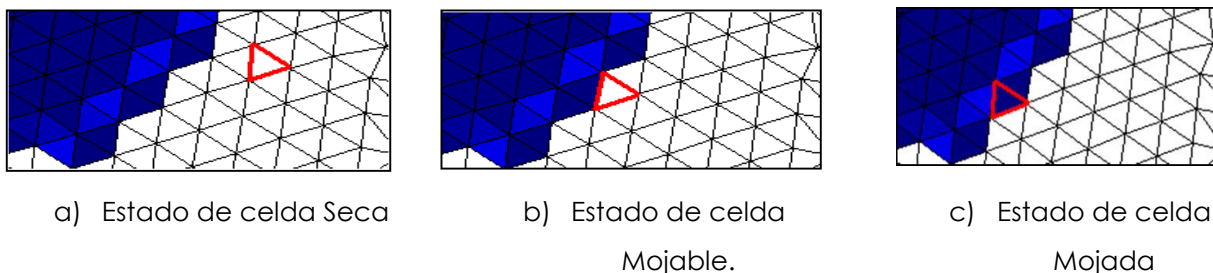 a) Estado de celda Seca
b) Estado de celda
Mojable.
c) Estado de celda
Mojada